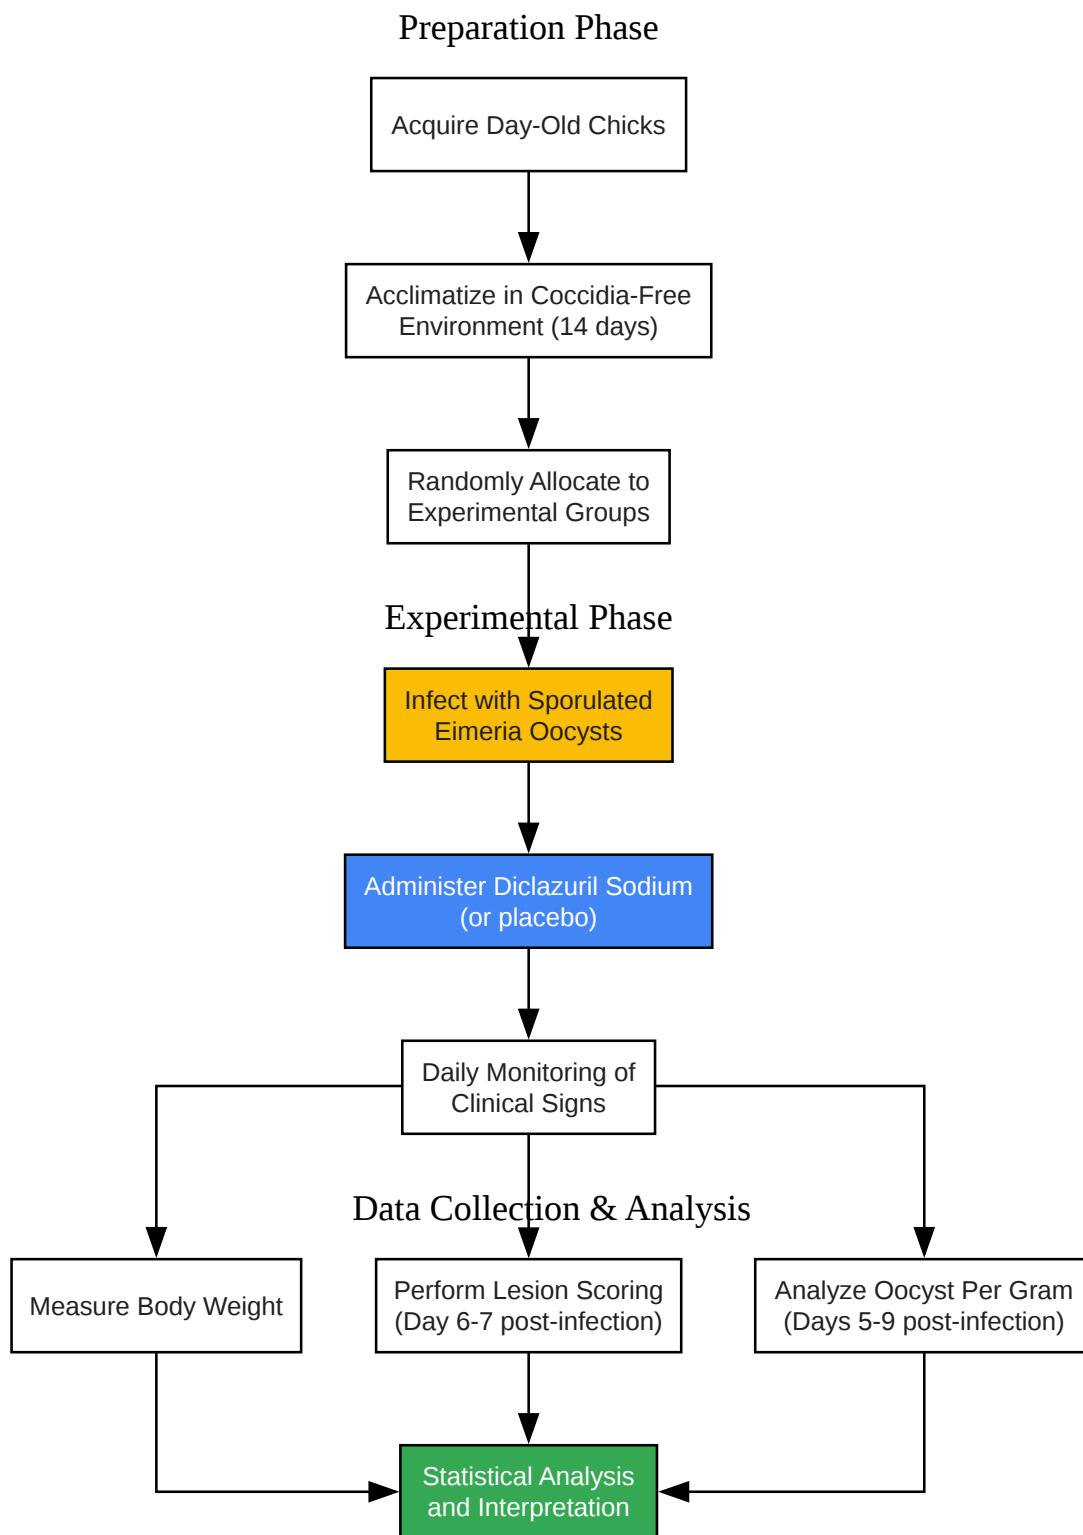 Preparation Phase
Acquire Day-Old Chicks
Acclimatize in Coccidia-Free
Environment (14 days)
Randomly Allocate to
Experimental Groups
Experimental Phase
Infect with Sporulated
Eimeria Oocysts
Administer Diclazuril Sodium
(or placebo)
Daily Monitoring of
Clinical Signs
Data Collection & Analysis
Measure Body Weight
Perform Lesion Scoring
(Day 6-7 post-infection)
Analyze Oocyst Per Gram
(Days 5-9 post-infection)
Statistical Analysis
and Interpretation